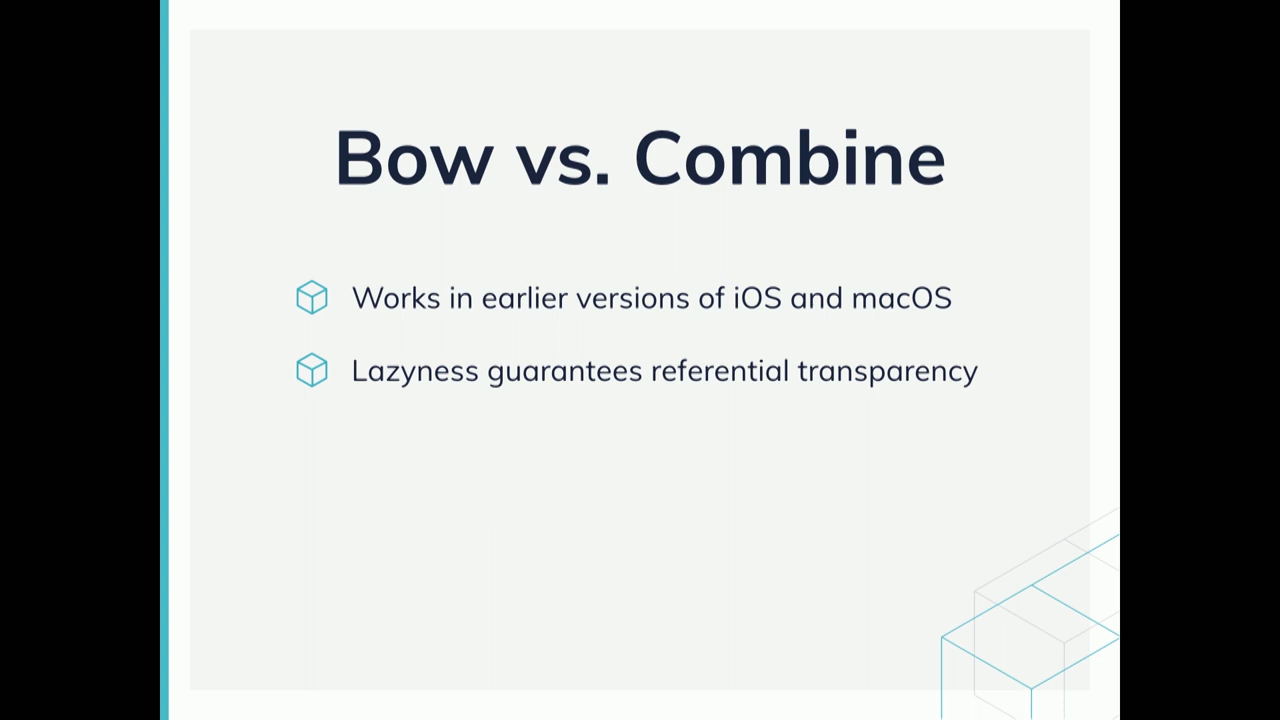 Bow vs. Combine
Works in earlier versions of iOS and macOS
Lazyness guarantees referential transparency